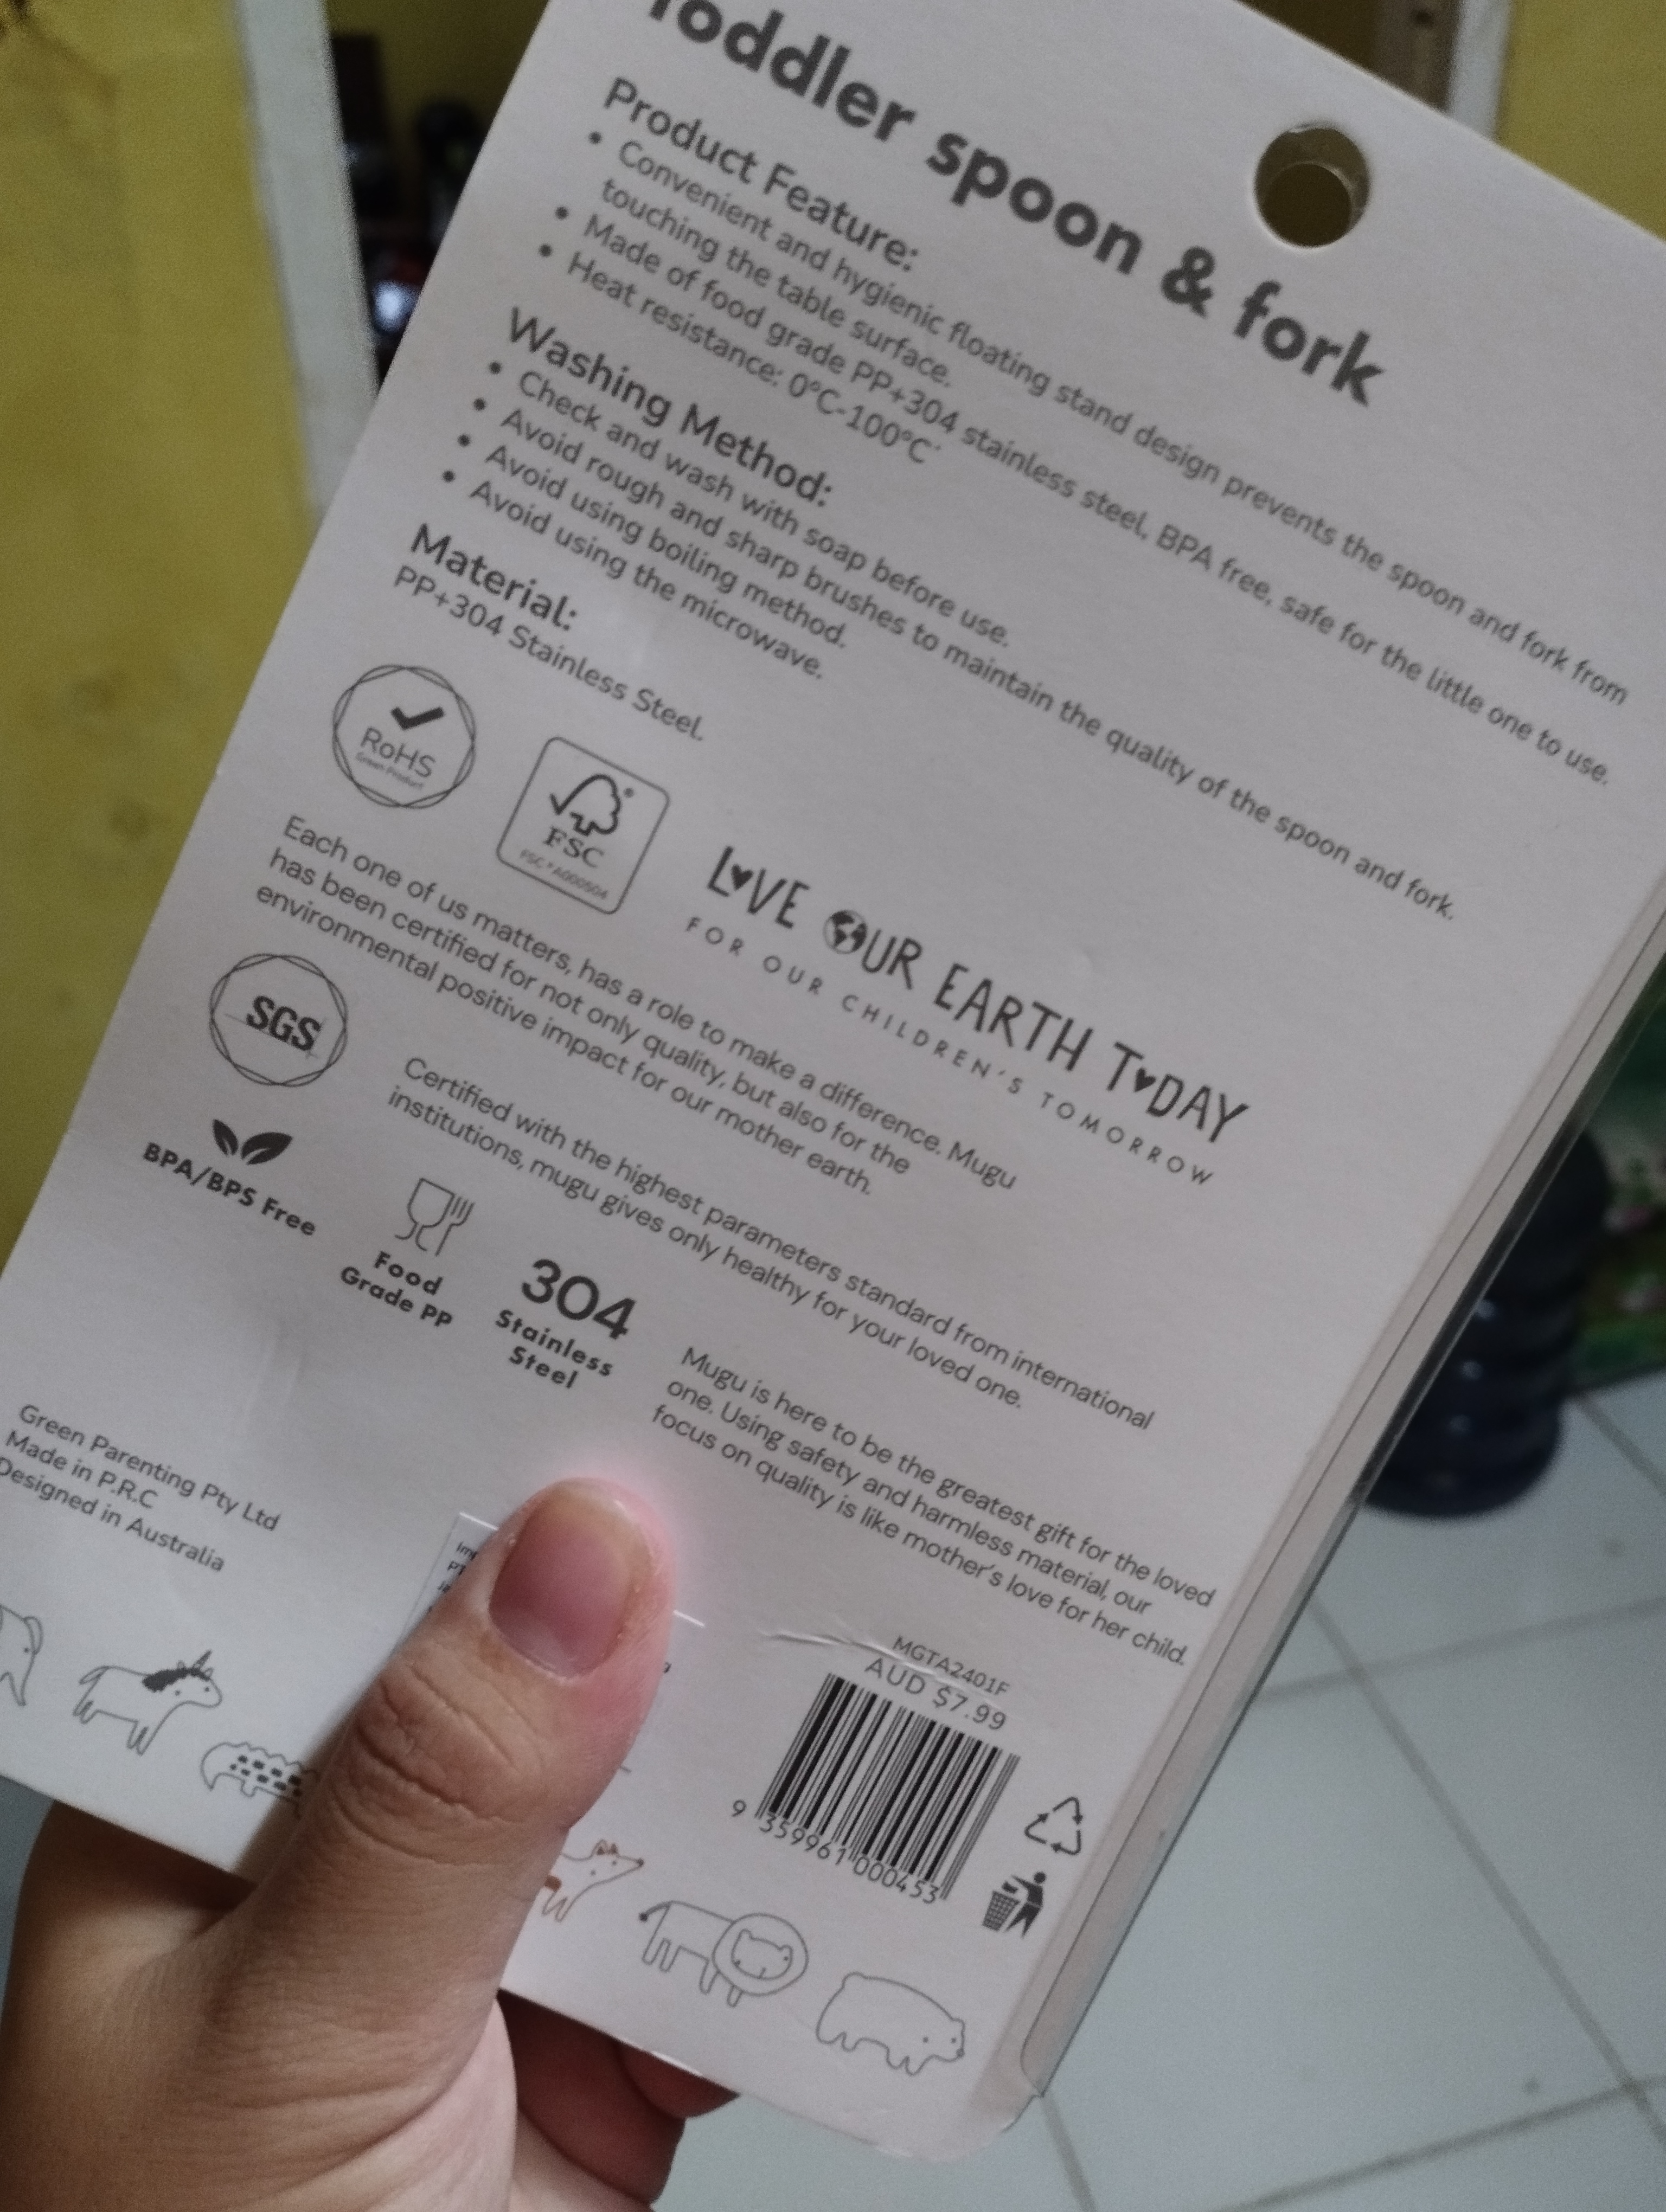 Toddler spoon & fork
Product Feature:
• Convenient and hygienic floating stand design prevents the spoon and fork from
touching the table surface.
• Made of food grade PP+304 stainless steel, BPA free, safe for the little one to use.
• Heat resistance: 0°C-100°C
Washing Method:
• Check and wash with soap before use.
• Avoid rough and sharp brushes to maintain the quality of the spoon and fork.
• Avoid using boiling method.
• Avoid using the microwave.
Material:
PP+304 Stainless Steel.
RoHS
Green Product
FSC
FSC® A000504
LOVE OUR EARTH TODAY
FOR OUR CHILDREN'S TOMORROW
Each one of us matters, has a role to make a difference. Mugu
has been certified for not only quality, but also for the
environmental positive impact for our mother earth.
SGS
Certified with the highest parameters standard from international
institutions, mugu gives only healthy for your loved one.
BPA/BPS Free
Food
Grade PP
304
Stainless
Steel
Mugu is here to be the greatest gift for the loved
one. Using safety and harmless material, our
focus on quality is like mother's love for her child.
Green Parenting Pty Ltd
Made in P.R.C
Designed in Australia
MGTA2401F
AUD $7.99
9 359961 000453